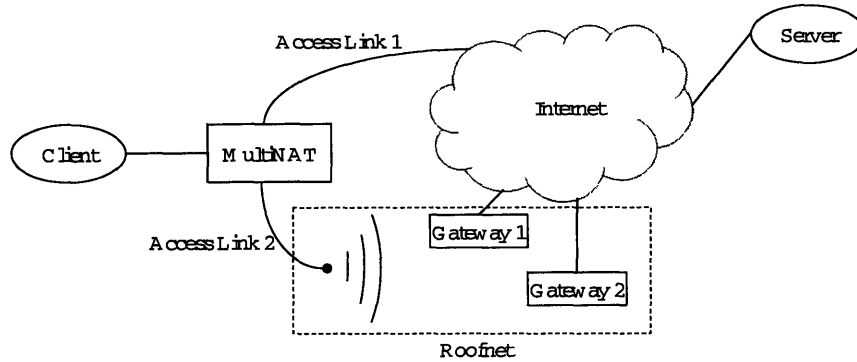 Access Link 1
Server
Internet
Client
MultiNAT
Access Link 2
Gateway 1
Gateway 2
Roofnet